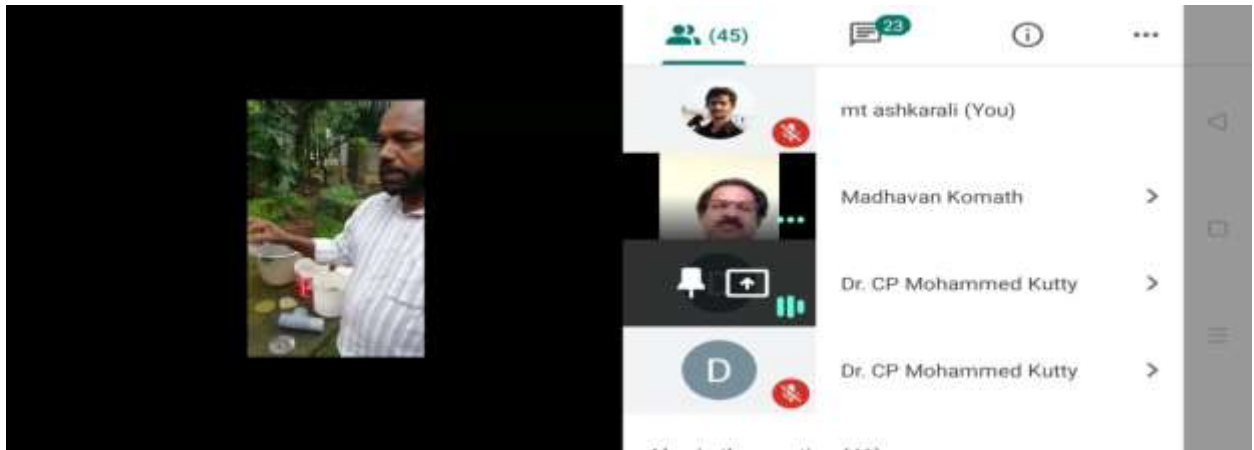 (45)
23
mt ashkarali (You)
Madhavan Komath
Dr. CP Mohammed Kutty
D
Dr. CP Mohammed Kutty